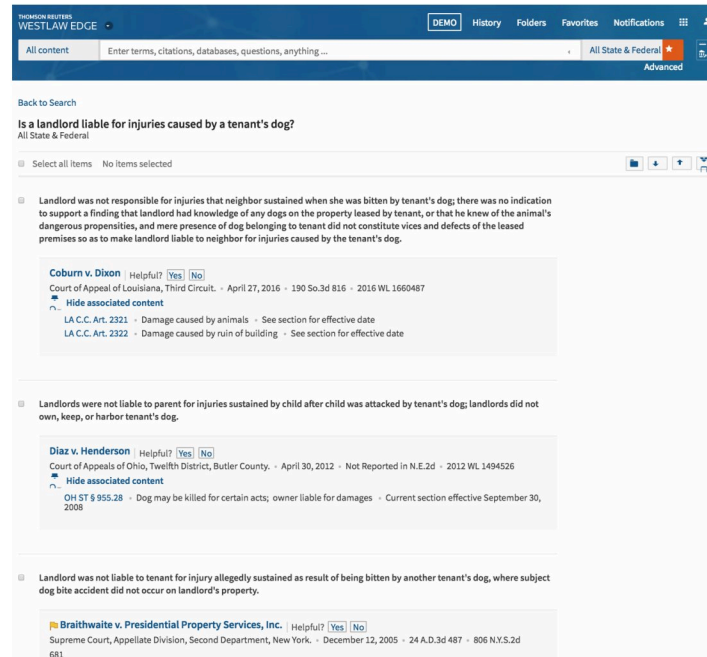 THOMSON REUTERS
WESTLAW EDGE
DEMO History Folders Favorites Notifications
All content Enter terms, citations, databases, questions, anything ... All State & Federal
Advanced
Back to Search
Is a landlord liable for injuries caused by a tenant's dog?
All State & Federal
Select all items No items selected
Landlord was not responsible for injuries that neighbor sustained when she was bitten by tenant's dog; there was no indication
to support a finding that landlord had knowledge of any dogs on the property leased by tenant, or that he knew of the animal's
dangerous propensities, and mere presence of dog belonging to tenant did not constitute vices and defects of the leased
premises so as to make landlord liable to neighbor for injuries caused by the tenant's dog.
Coburn v. Dixon | Helpful? Yes No
Court of Appeal of Louisiana, Third Circuit. • April 27, 2016 • 190 So.3d 816 • 2016 WL 1660487
Hide associated content
LA C.C. Art. 2321 • Damage caused by animals • See section for effective date
LA C.C. Art. 2322 • Damage caused by ruin of building • See section for effective date
Landlords were not liable to parent for injuries sustained by child after child was attacked by tenant's dog; landlords did not
own, keep, or harbor tenant's dog.
Diaz v. Henderson | Helpful? Yes No
Court of Appeals of Ohio, Twelfth District, Butler County. • April 30, 2012 • Not Reported in N.E.2d • 2012 WL 1494526
Hide associated content
OH ST § 955.28 • Dog may be killed for certain acts; owner liable for damages • Current section effective September 30,
2008
Landlord was not liable to tenant for injury allegedly sustained as result of being bitten by another tenant's dog, where subject
dog bite accident did not occur on landlord's property.
Braithwaite v. Presidential Property Services, Inc. | Helpful? Yes No
Supreme Court, Appellate Division, Second Department, New York. • December 12, 2005 • 24 A.D.3d 487 • 806 N.Y.S.2d
681